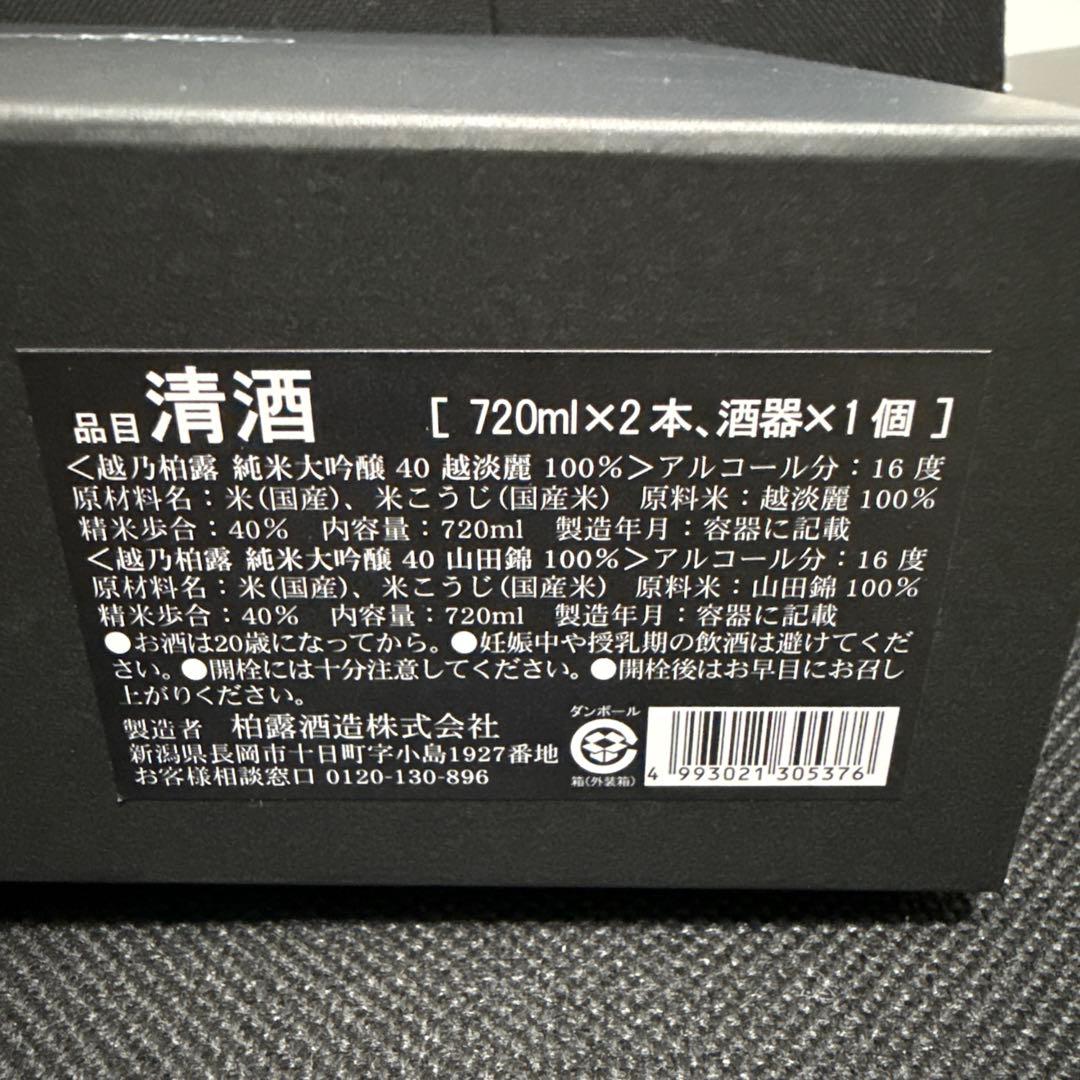 品目 清酒 [ 720ml×2本、酒器×1個 ]
<越乃柏露 純米大吟醸 40 越淡麗 100%>アルコール分：16 度
原材料名：米(国産)、米こうじ(国産米) 原料米：越淡麗 100%
精米歩合：40% 内容量：720ml 製造年月：容器に記載
<越乃柏露 純米大吟醸 40 山田錦 100%>アルコール分：16 度
原材料名：米(国産)、米こうじ(国産米) 原料米：山田錦 100%
精米歩合：40% 内容量：720ml 製造年月：容器に記載
●お酒は20歳になってから。●妊娠中や授乳期の飲酒は避けてくだ
さい。●開栓には十分注意してください。●開栓後はお早目にお召し
上がりください。
製造者 柏露酒造株式会社
新潟県長岡市十日町字小島1927番地
お客様相談窓口 0120-130-896
ダンボール
箱(外装箱)
4 993021 305376